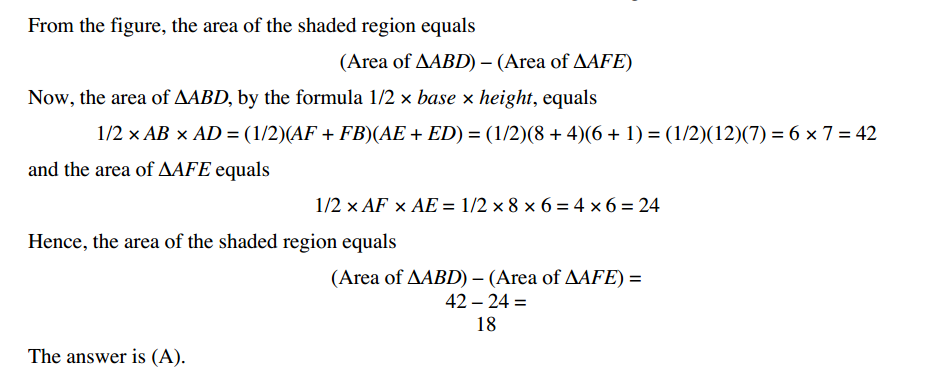 From the figure, the area of the shaded region equals
(Area of ΔABD) – (Area of ΔAFE)
Now, the area of ΔABD, by the formula 1/2 × base × height, equals
1/2 × AB × AD = (1/2)(AF + FB)(AE + ED) = (1/2)(8 + 4)(6 + 1) = (1/2)(12)(7) = 6 × 7 = 42
and the area of ΔAFE equals
1/2 × AF × AE = 1/2 × 8 × 6 = 4 × 6 = 24
Hence, the area of the shaded region equals
(Area of ΔABD) – (Area of ΔAFE) =
42 – 24 =
18
The answer is (A).